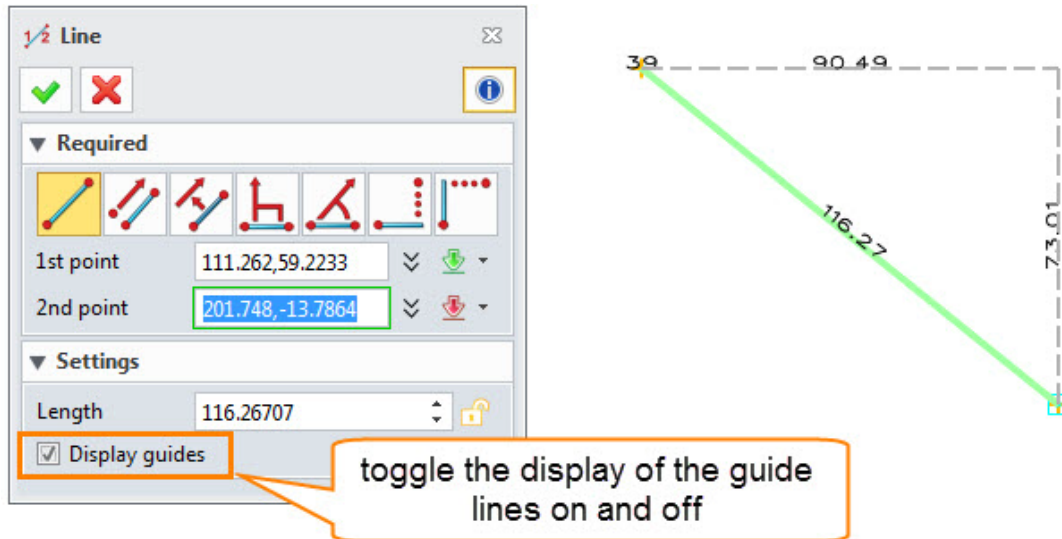 Line
Required
1st point 111.262,59.2233
2nd point 201.748,-13.7864
Settings
Length 116.26707
Display guides
toggle the display of the guide
lines on and off
39 90.49
116.27
73.01